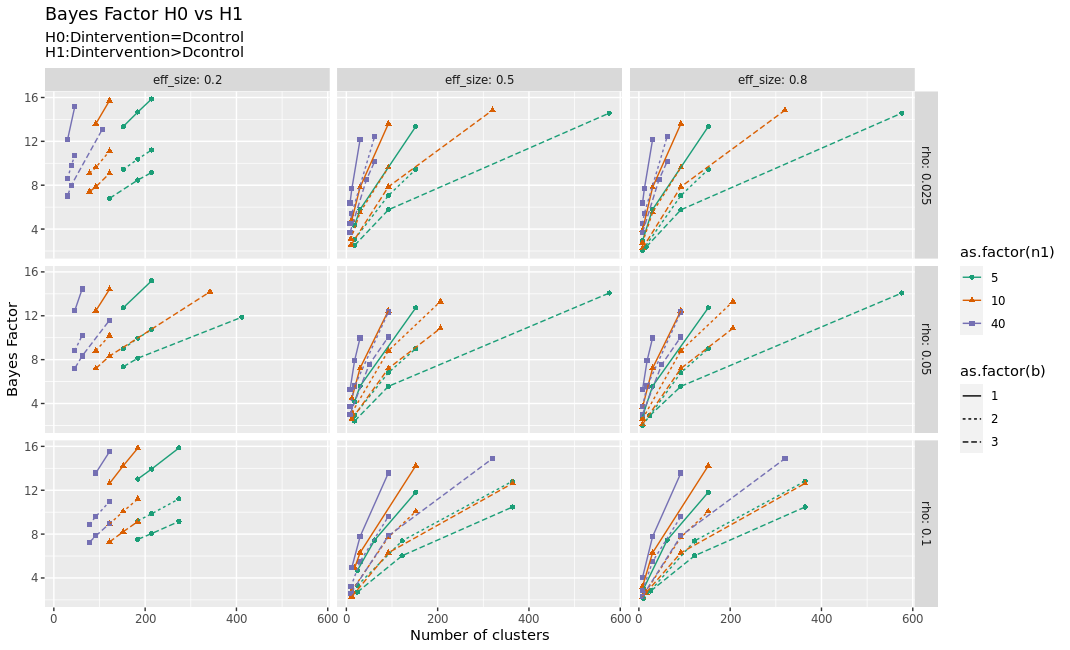 Bayes Factor H0 vs H1
H0:Dintervention=Dcontrol
H1:Dintervention>Dcontrol
eff_size: 0.2
eff_size: 0.5
eff_size: 0.8
16
12
8
4
rho: 0.025
16
12
8
4
rho: 0.05
16
12
8
4
rho: 0.1
Bayes Factor
0 200 400 600
0 200 400 600
0 200 400 600
Number of clusters
as.factor(n1)
5
10
40
as.factor(b)
1
2
3